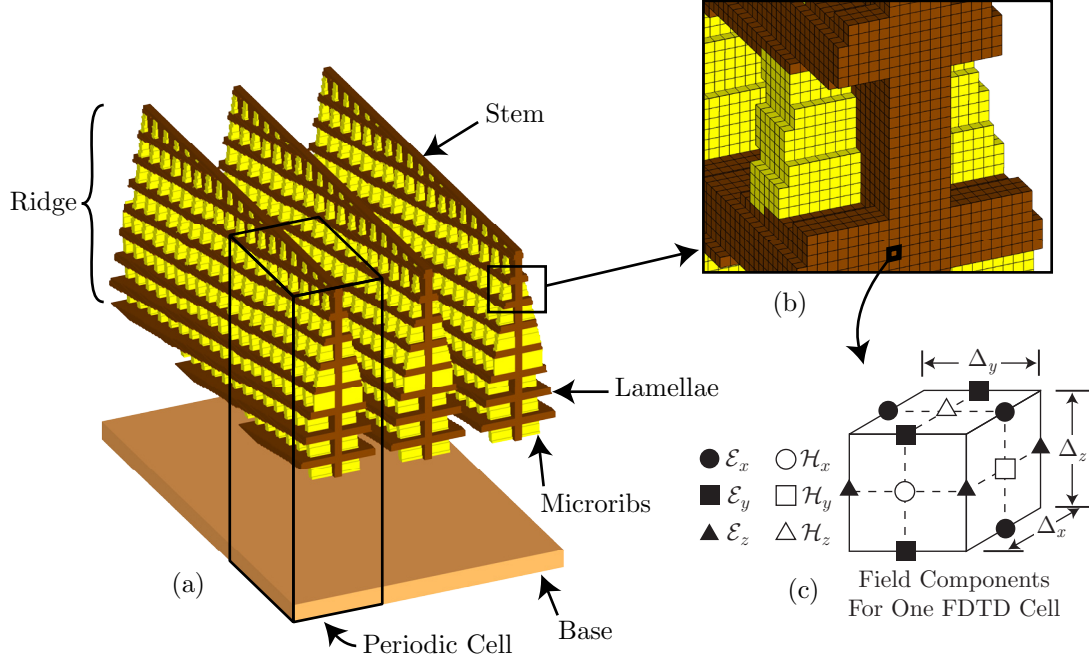 Stem
Ridge
Lamellae
Microribs
(a)
Base
Periodic Cell
(b)
Δy
Δz
Δx
ℰx ℋx
ℰy ℋy
ℰz ℋz
(c) Field Components
For One FDTD Cell